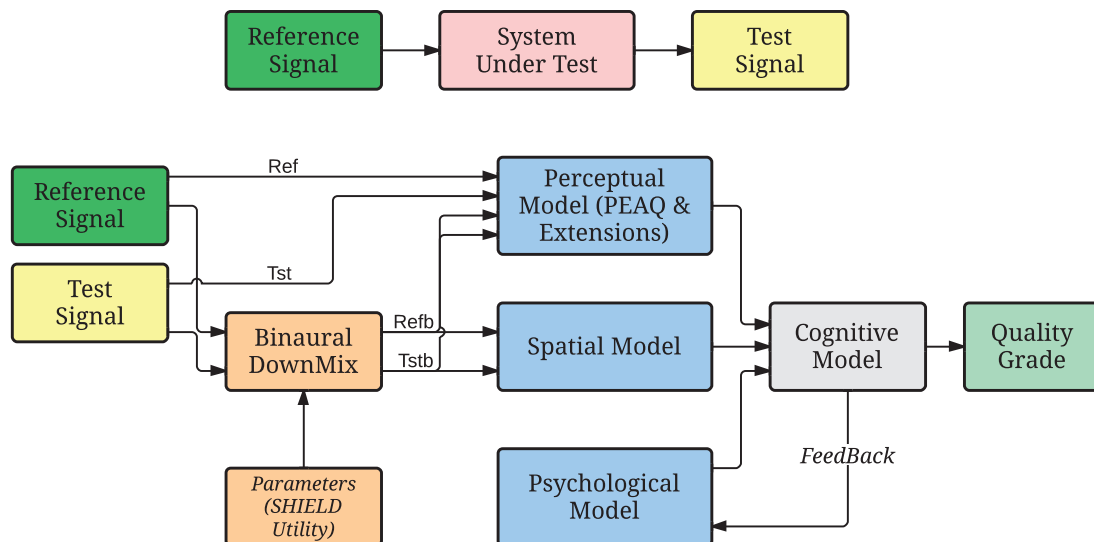 Reference
Signal
System
Under Test
Test
Signal
Reference
Signal
Ref
Perceptual
Model (PEAQ &
Extensions)
Test
Signal
Tst
Binaural
DownMix
Refb
Tstb
Spatial Model
Cognitive
Model
Quality
Grade
Parameters
(SHIELD
Utility)
Psychological
Model
FeedBack